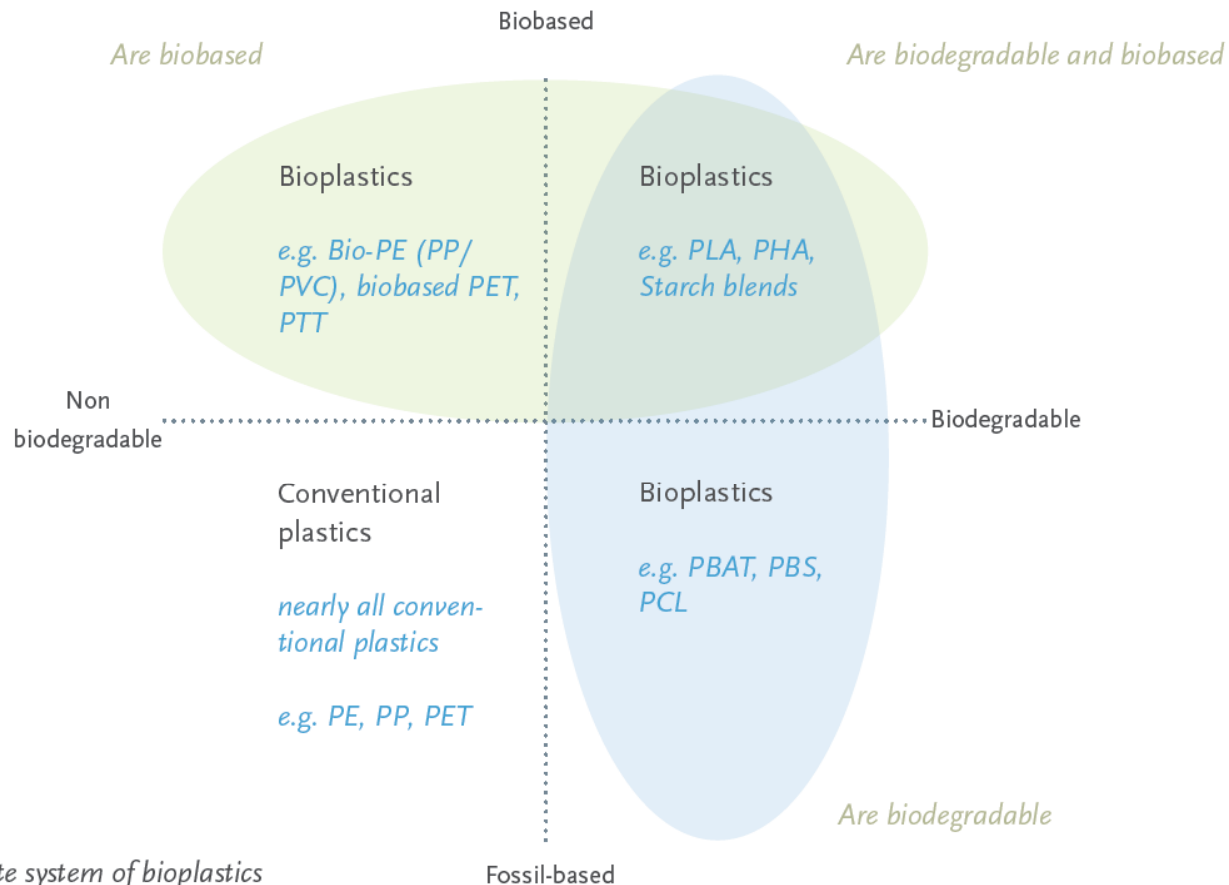 Biobased
Are biobased
Are biodegradable and biobased
Bioplastics
e.g. Bio-PE (PP/
PVC), biobased PET,
PTT
Bioplastics
e.g. PLA, PHA,
Starch blends
Non
biodegradable
Biodegradable
Conventional
plastics
nearly all conven-
tional plastics
e.g. PE, PP, PET
Bioplastics
e.g. PBAT, PBS,
PCL
Are biodegradable
system of bioplastics
Fossil-based